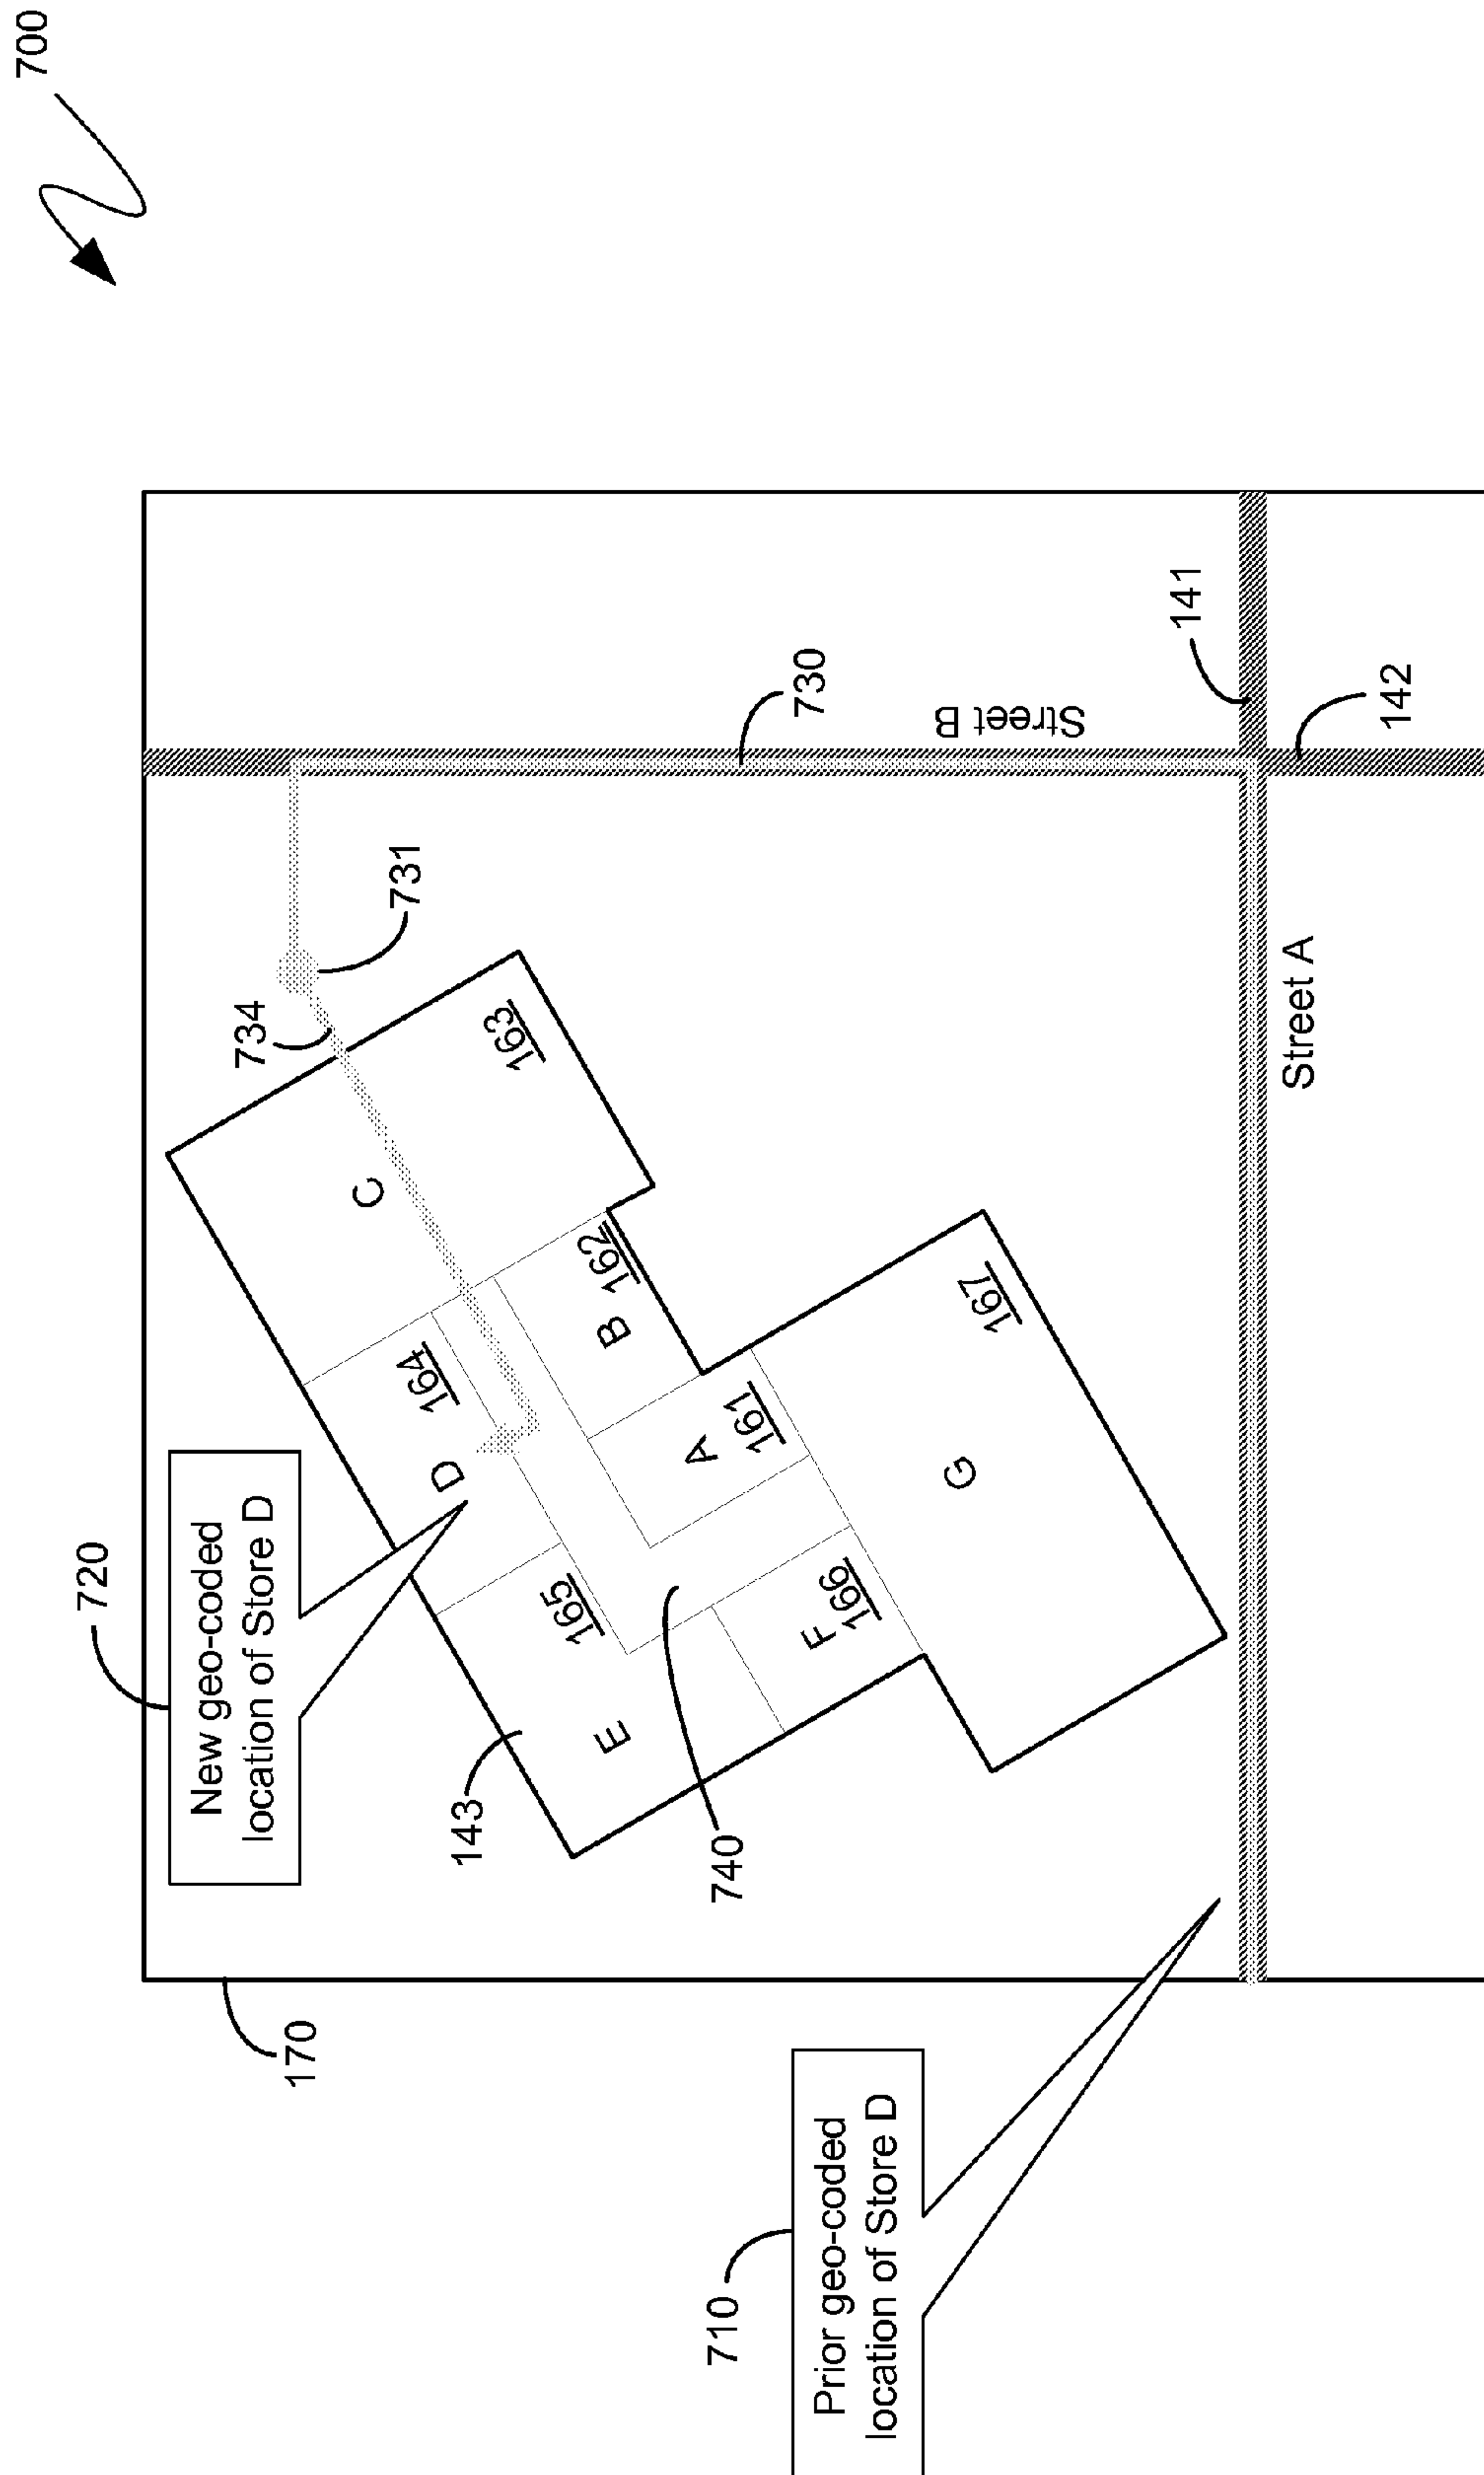 700
720
New geo-coded
location of Store D
170
710
Prior geo-coded
location of Store D
734
731
C
163
D
164
B
162
E
165
143
A
161
F
166
G
167
740
730
Street B
141
142
Street A